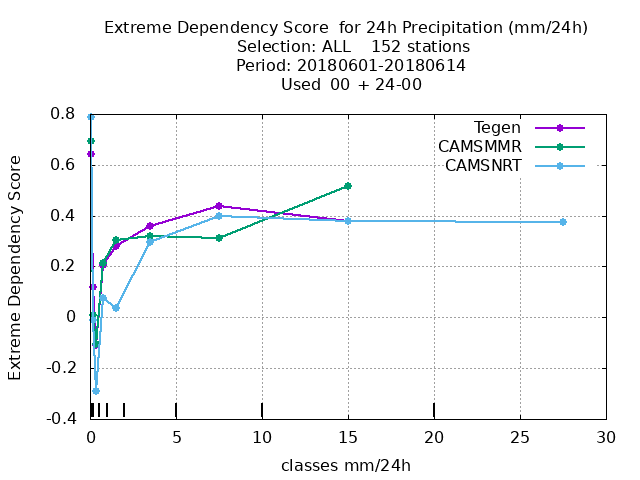 Extreme Dependency Score  for 24h Precipitation (mm/24h)
Selection: ALL    152 stations
Period: 20180601-20180614
Used  00 + 24-00
Tegen
CAMSMMR
CAMSNRT
0.8
0.6
0.4
0.2
0
-0.2
-0.4
Extreme Dependency Score
0 5 10 15 20 25 30
classes mm/24h